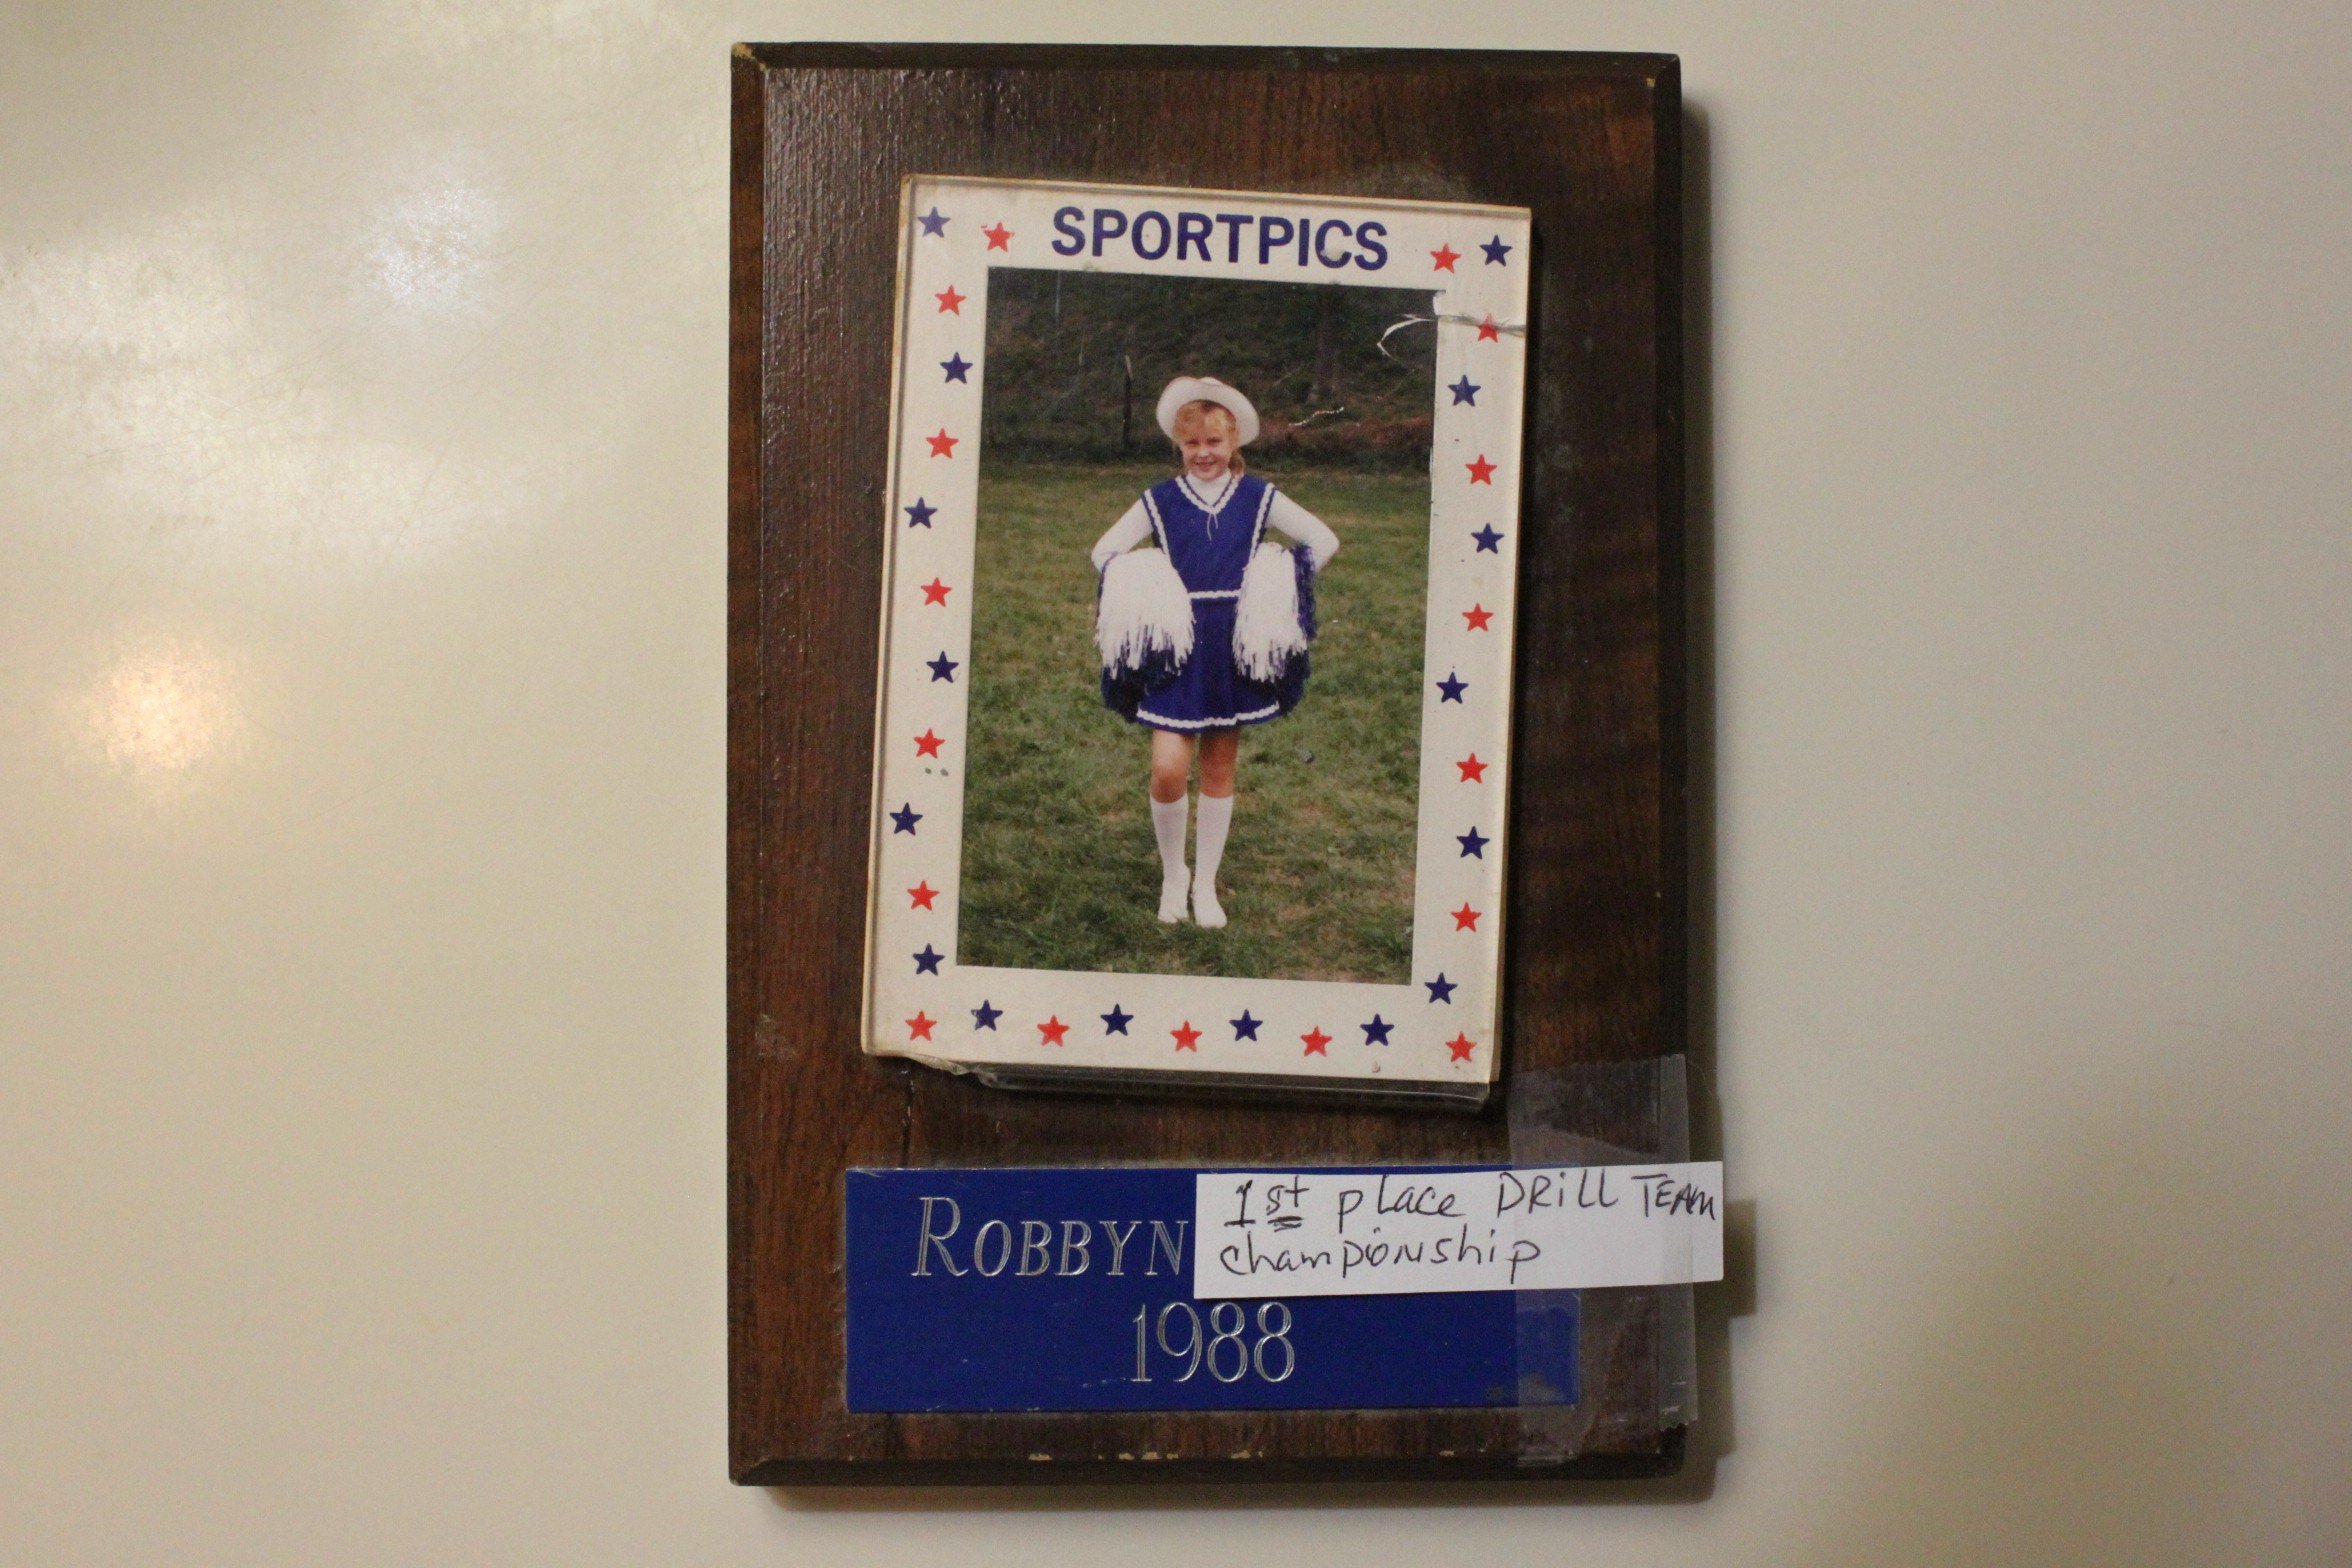 SPORTPICS
ROBBYN
1st place DRill TEAM
championship
1988